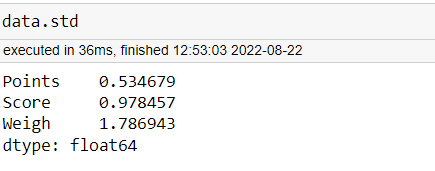 data.std
executed in 36ms, finished 12:53:03 2022-08-22
Points 0.534679
Score 0.978457
Weigh 1.786943
dtype: float64